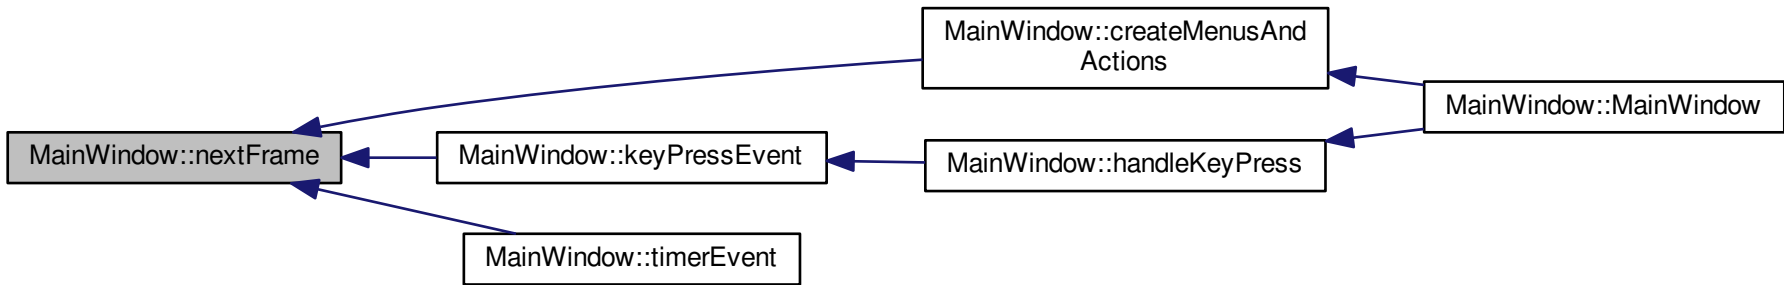 MainWindow::createMenusAnd
Actions
MainWindow::MainWindow
MainWindow::nextFrame
MainWindow::keyPressEvent
MainWindow::handleKeyPress
MainWindow::timerEvent